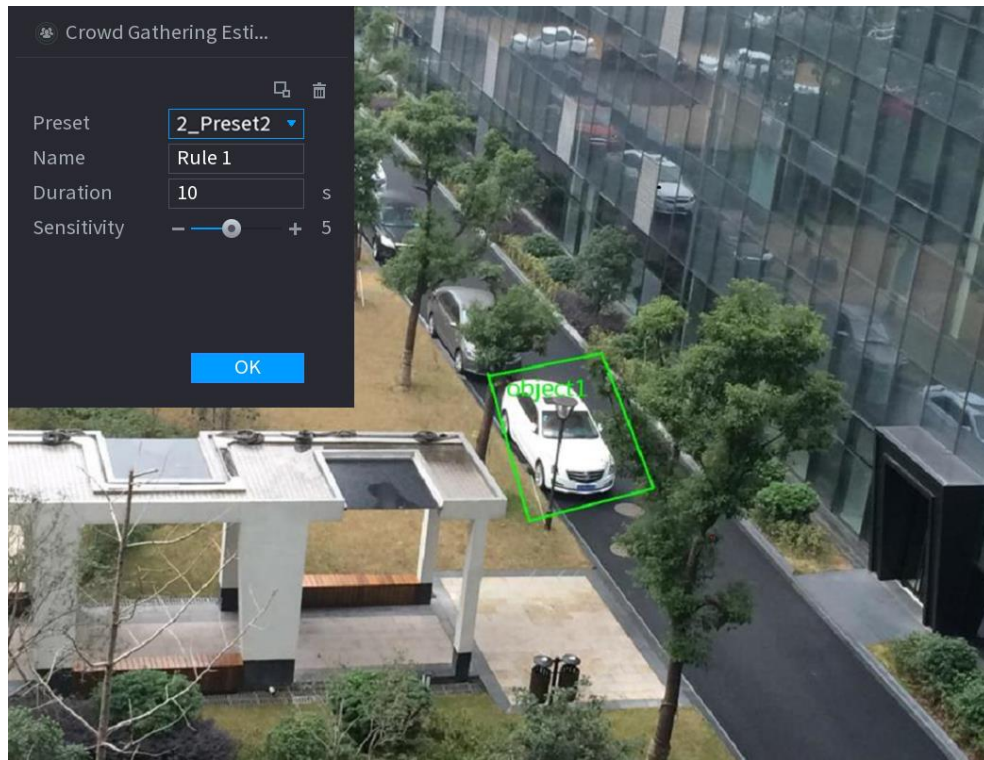 Crowd Gathering Esti...
Preset 2_Preset2
Name Rule 1
Duration 10 s
Sensitivity 5
OK
object1